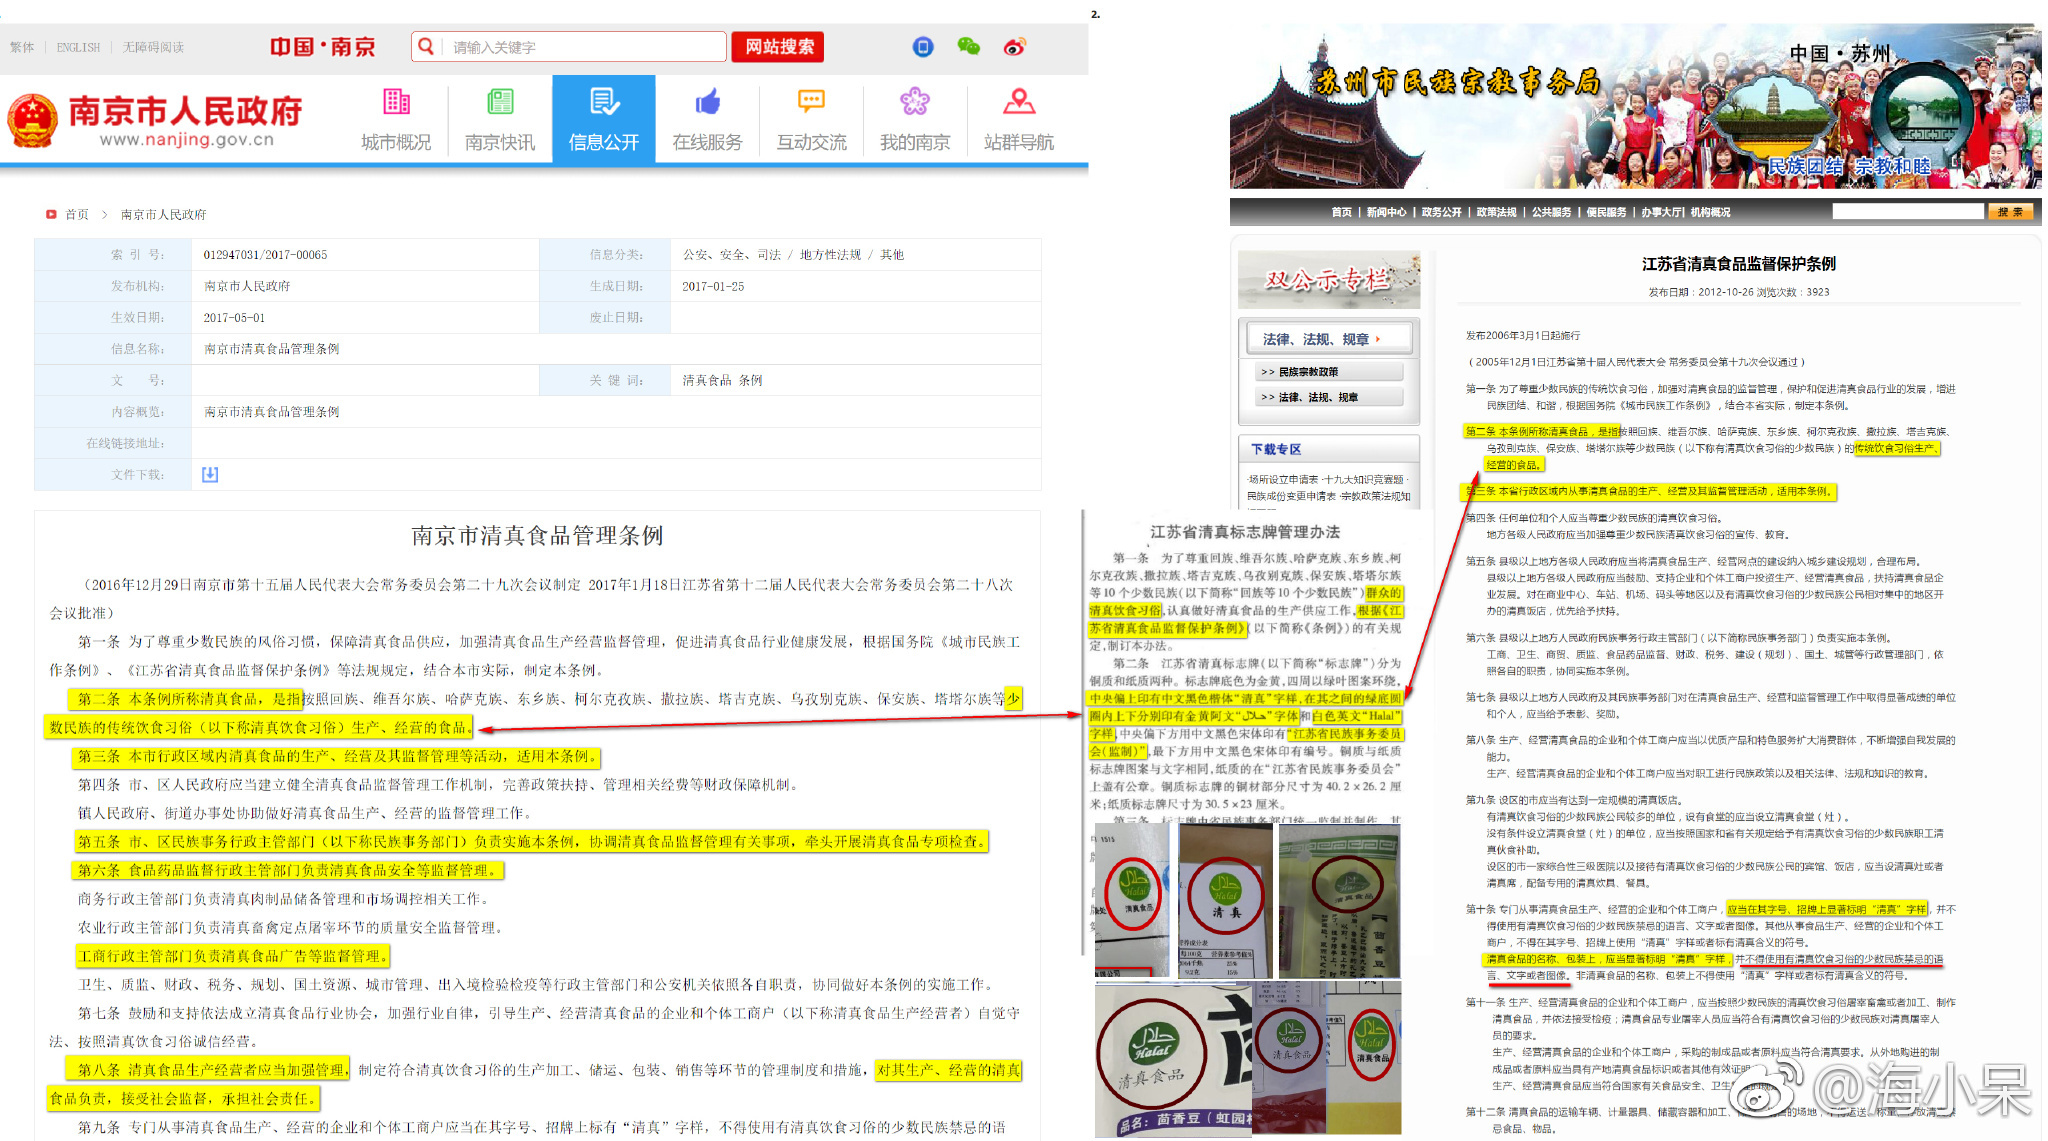 繁体 | ENGLISH | 无障碍阅读
中国·南京
请输入关键字
网站搜索
南京市人民政府
www.nanjing.gov.cn
城市概况
南京快讯
信息公开
在线服务
互动交流
我的南京
站群导航
首页 > 南京市人民政府
索 引 号: 012947031/2017-00065 信息分类: 公安、安全、司法 / 地方性法规 / 其他
发布机构: 南京市人民政府 生成日期: 2017-01-25
生效日期: 2017-05-01 废止日期:
信息名称: 南京市清真食品管理条例
文 号: 关 键 词: 清真食品 条例
内容概览: 南京市清真食品管理条例
在线链接地址:
文件下载:
南京市清真食品管理条例
（2016年12月29日南京市第十五届人民代表大会常务委员会第二十九次会议制定 2017年1月18日江苏省第十二届人民代表大会常务委员会第二十八次
会议批准）
第一条 为了尊重少数民族的风俗习惯，保障清真食品供应，加强清真食品生产经营监督管理，促进清真食品行业健康发展，根据国务院《城市民族工
作条例》、《江苏省清真食品监督保护条例》等法规规定，结合本市实际，制定本条例。
第二条 本条例所称清真食品，是指按照回族、维吾尔族、哈萨克族、东乡族、柯尔克孜族、撒拉族、塔吉克族、乌孜别克族、保安族、塔塔尔族等少
数民族的传统饮食习俗（以下称清真饮食习俗）生产、经营的食品。
第三条 本市行政区域内清真食品的生产、经营及其监督管理等活动，适用本条例。
第四条 市、区人民政府应当建立健全清真食品监督管理工作机制，完善政策扶持、管理相关经费等财政保障机制。
镇人民政府、街道办事处协助做好清真食品生产、经营的监督管理工作。
第五条 市、区民族事务行政主管部门（以下称民族事务部门）负责实施本条例，协调清真食品监督管理有关事项，牵头开展清真食品专项检查。
第六条 食品药品监督行政主管部门负责清真食品安全等监督管理。
商务行政主管部门负责清真肉制品储备管理和市场调控相关工作。
农业行政主管部门负责清真畜禽定点屠宰环节的质量安全监督管理。
工商行政主管部门负责清真食品广告等监督管理。
卫生、质监、财政、税务、规划、国土资源、城市管理、出入境检验检疫等行政主管部门和公安机关依照各自职责，协同做好本条例的实施工作。
第七条 鼓励和支持依法成立清真食品行业协会，加强行业自律，引导生产、经营清真食品的企业和个体工商户（以下称清真食品生产经营者）自觉守
法、按照清真饮食习俗诚信经营。
第八条 清真食品生产经营者应当加强管理，制定符合清真饮食习俗的生产加工、储运、包装、销售等环节的管理制度和措施，对其生产、经营的清真
食品负责，接受社会监督，承担社会责任。
第九条 专门从事清真食品生产、经营的企业和个体工商户应当在其字号、招牌上标有“清真”字样，不得使用有清真饮食习俗的少数民族禁忌的语
2.
苏州市民族宗教事务局
中国·苏州
民族团结 宗教和睦
首页 | 新闻中心 | 政务公开 | 政策法规 | 公共服务 | 便民服务 | 办事大厅| 机构概况
搜 索
双公示专栏
法律、法规、规章
>> 民族宗教政策
>> 法律、法规、规章
下载专区
·场所设立申请表 ·十九大知识竞赛题 ·
民族成份变更申请表 ·宗教政策法规知
江苏省清真食品监督保护条例
发布日期：2012-10-26 浏览次数：3923
发布2006年3月1日起施行
（2005年12月1日江苏省第十届人民代表大会 常务委员会第十九次会议通过）
第一条 为了尊重少数民族的传统饮食习俗，加强对清真食品的监督管理，保护和促进清真食品行业的发展，增进
民族团结、和谐，根据国务院《城市民族工作条例》，结合本省实际，制定本条例。
第二条 本条例所称清真食品，是指按照回族、维吾尔族、哈萨克族、东乡族、柯尔克孜族、撒拉族、塔吉克族、
乌孜别克族、保安族、塔塔尔族等少数民族（以下称有清真饮食习俗的少数民族）的传统饮食习俗生产、
经营的食品。
第三条 本省行政区域内从事清真食品的生产、经营及其监督管理活动，适用本条例。
第四条 任何单位和个人应当尊重少数民族的清真饮食习俗。
地方各级人民政府应当加强尊重少数民族清真饮食习俗的宣传、教育。
第五条 县级以上地方各级人民政府应当将清真食品生产、经营网点的建设纳入城乡建设规划，合理布局。
县级以上地方各级人民政府应当鼓励、支持企业和个体工商户投资生产、经营清真食品，扶持清真食品企
业发展。对在商业中心、车站、机场、码头等地区以及有清真饮食习俗的少数民族公民相对集中的地区开
办的清真饭店，优先给予扶持。
第六条 县级以上地方人民政府民族事务行政主管部门（以下简称民族事务部门）负责实施本条例。
工商、卫生、商贸、质监、食品药品监督、财政、税务、建设（规划）、国土、城管等行政管理部门，依
照各自的职责，协同实施本条例。
第七条 县级以上地方人民政府及其民族事务部门对在清真食品生产、经营和监督管理工作中取得显著成绩的单位
和个人，应当给予表彰、奖励。
第八条 生产、经营清真食品的企业和个体工商户应当以优质产品和特色服务扩大消费群体，不断增强自我发展的
能力。
生产、经营清真食品的企业和个体工商户应当对职工进行民族政策以及相关法律、法规和知识的教育。
第九条 设区的市应当有达到一定规模的清真饭店。
有清真饮食习俗的少数民族公民较多的单位，设有食堂的应当设立清真食堂（灶）。
没有条件设立清真食堂（灶）的单位，应当按照国家和省有关规定给予有清真饮食习俗的少数民族职工清
真伙食补助。
设区的市一家综合性三级医院以及接待有清真饮食习俗的少数民族公民的宾馆、饭店，应当设清真灶或者
清真席，配备专用的清真炊具、餐具。
第十条 专门从事清真食品生产、经营的企业和个体工商户，应当在其字号、招牌上显著标明“清真”字样，并不
得使用有清真饮食习俗的少数民族禁忌的语言、文字或者图像。其他从事食品生产、经营的企业和个体工
商户，不得在其字号、招牌上使用“清真”字样或者标有清真含义的符号。
清真食品的名称、包装上，应当显著标明“清真”字样，并不得使用有清真饮食习俗的少数民族禁忌的语
言、文字或者图像。非清真食品的名称、包装上不得使用“清真”字样或者标有清真含义的符号。
第十一条 生产、经营清真食品的企业和个体工商户，应当按照少数民族的清真饮食习俗屠宰畜禽或者加工、制作
清真食品，并依法接受检疫；清真食品专业屠宰人员应当符合有清真饮食习俗的少数民族对清真屠宰人
员的要求。
生产、经营清真食品的企业和个体工商户，采购的制成品或者原料应当符合清真要求。从外地购进的制
成品或者原料应当具有产地清真食品标识或者其他有效证明
生产、经营清真食品应当符合国家有关食品安全、卫生
第十二条 清真食品的运输车辆、计量器具、储藏容器和加工、
忌食品、物品。
江苏省清真标志牌管理办法
第一条 为了尊重回族、维吾尔族、哈萨克族、东乡族、柯
尔克孜族、撒拉族、塔吉克族、乌孜别克族、保安族、塔塔尔族
等10个少数民族(以下简称“回族等10个少数民族”)群众的
清真饮食习俗,认真做好清真食品的生产供应工作,根据《江
苏省清真食品监督保护条例》(以下简称《条例》)的有关规
定,制订本办法。
第二条 江苏省清真标志牌(以下简称“标志牌”)分为
铜质和纸质两种。标志牌底色为金黄,四周以绿叶图案环绕,
中央偏上印有中文黑色楷体“清真”字样,在其之间的绿底圆
圈内上下分别印有金黄阿文“حلال”字体和白色英文“Halal”
字样,中央偏下方用中文黑色宋体印有“江苏省民族事务委员
会(监制)”,最下方用中文黑色宋体印有编号。铜质与纸质
标志牌图案与文字相同,纸质的在“江苏省民族事务委员会”
上盖有公章。铜质标志牌的铜材部分尺寸为40.2×26.2厘
米;纸质标志牌尺寸为30.5×23厘米。
第三条 标志牌由省民族事务部门统一监制并制作,其
حلال
Halal
清真食品
حلال
Halal
清真
حلال
Halal
清真食品
حلال
Halal
清真食品
品名：茴香豆（虹园
حلال
Halal
清真食品
حلال
Halal
清真食品
@海小呆